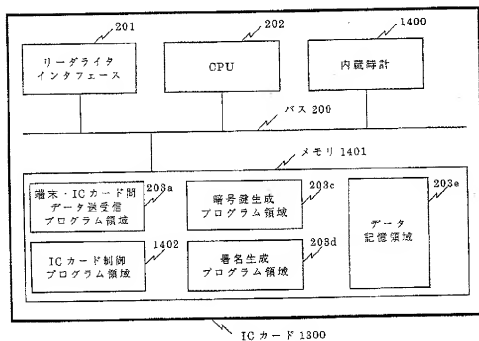 201
202
1400
リーダライタ
インタフェース
CPU
内蔵時計
バス 200
メモリ 1401
端末・ICカード間
データ送受信
プログラム領域
203a
暗号鍵生成
プログラム領域
203c
データ
記憶領域
203e
ICカード制御
プログラム領域
1402
署名生成
プログラム領域
203d
ICカード 1300